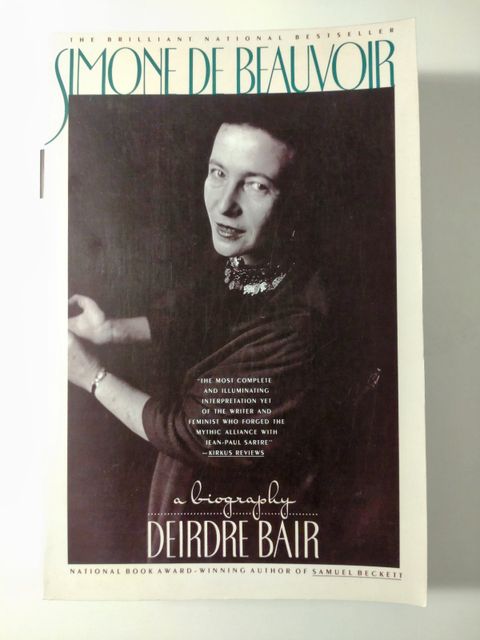 THE BRILLIANT NATIONAL BESTSELLER
SIMONE DE BEAUVOIR
"THE MOST COMPLETE
AND ILLUMINATING
INTERPRETATION YET
OF THE WRITER AND
FEMINIST WHO FORGED THE
MYTHIC ALLIANCE WITH
JEAN-PAUL SARTRE"
—KIRKUS REVIEWS
a biography
DEIRDRE BAIR
NATIONAL BOOK AWARD-WINNING AUTHOR OF SAMUEL BECKETT